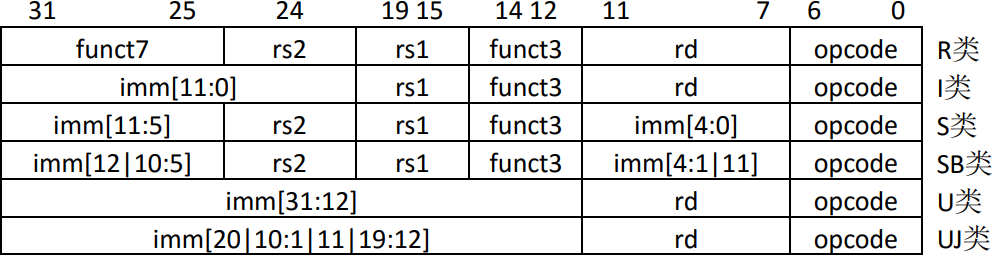 31 25 24 19 15 14 12 11 7 6 0
funct7 rs2 rs1 funct3 rd opcode R类
imm[11:0] rs1 funct3 rd opcode I类
imm[11:5] rs2 rs1 funct3 imm[4:0] opcode S类
imm[12|10:5] rs2 rs1 funct3 imm[4:1|11] opcode SB类
imm[31:12] rd opcode U类
imm[20|10:1|11|19:12] rd opcode UJ类